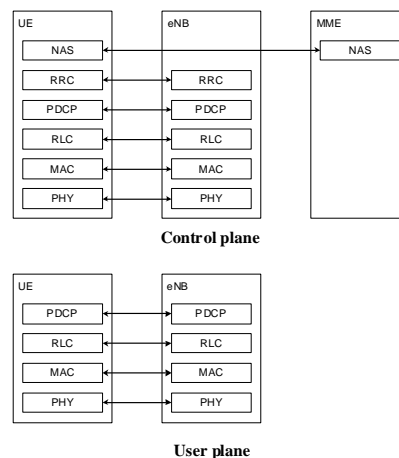 UE eNB MME
NAS NAS
RRC RRC
PDCP PDCP
RLC RLC
MAC MAC
PHY PHY
Control plane
UE eNB
PDCP PDCP
RLC RLC
MAC MAC
PHY PHY
User plane